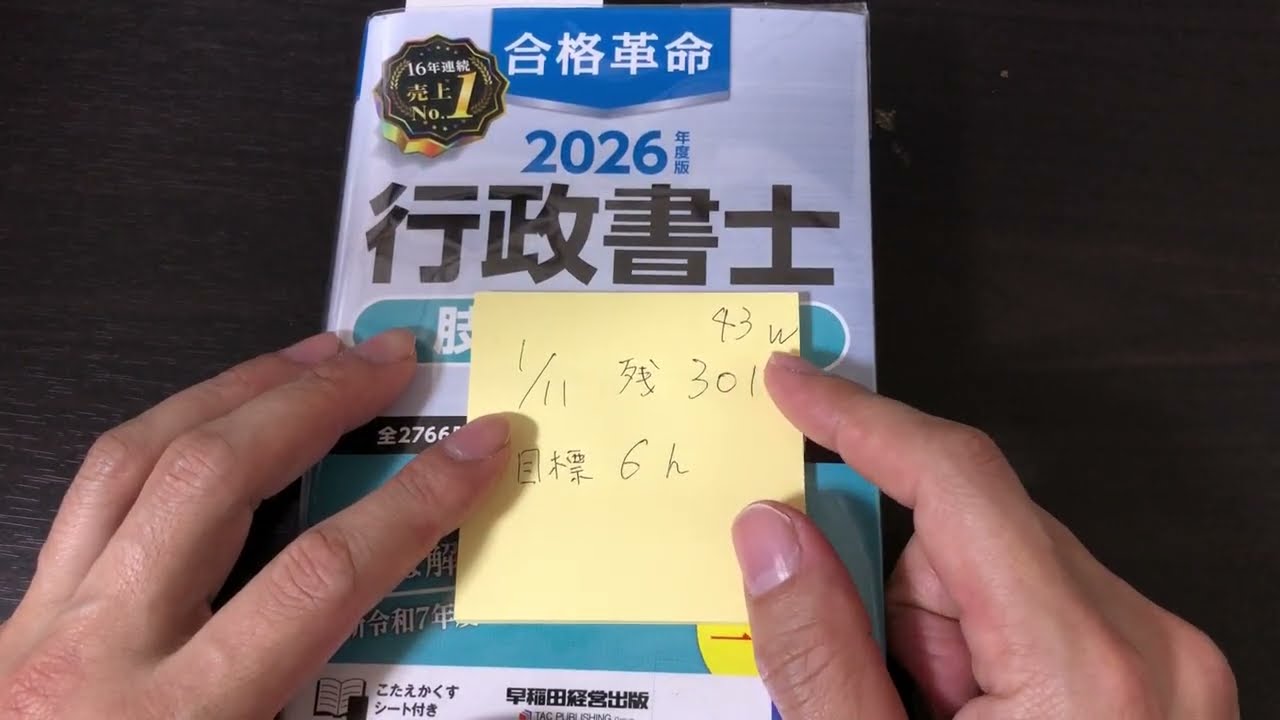 合格革命
16年連続
売上
No.1
2026年度版
行政書士
肢
43w
1/11 残 301
全2766
目標 6h
解
令和7年度
こたえかくす
シート付き
早稲田経営出版
TAC PUBLISHING Group